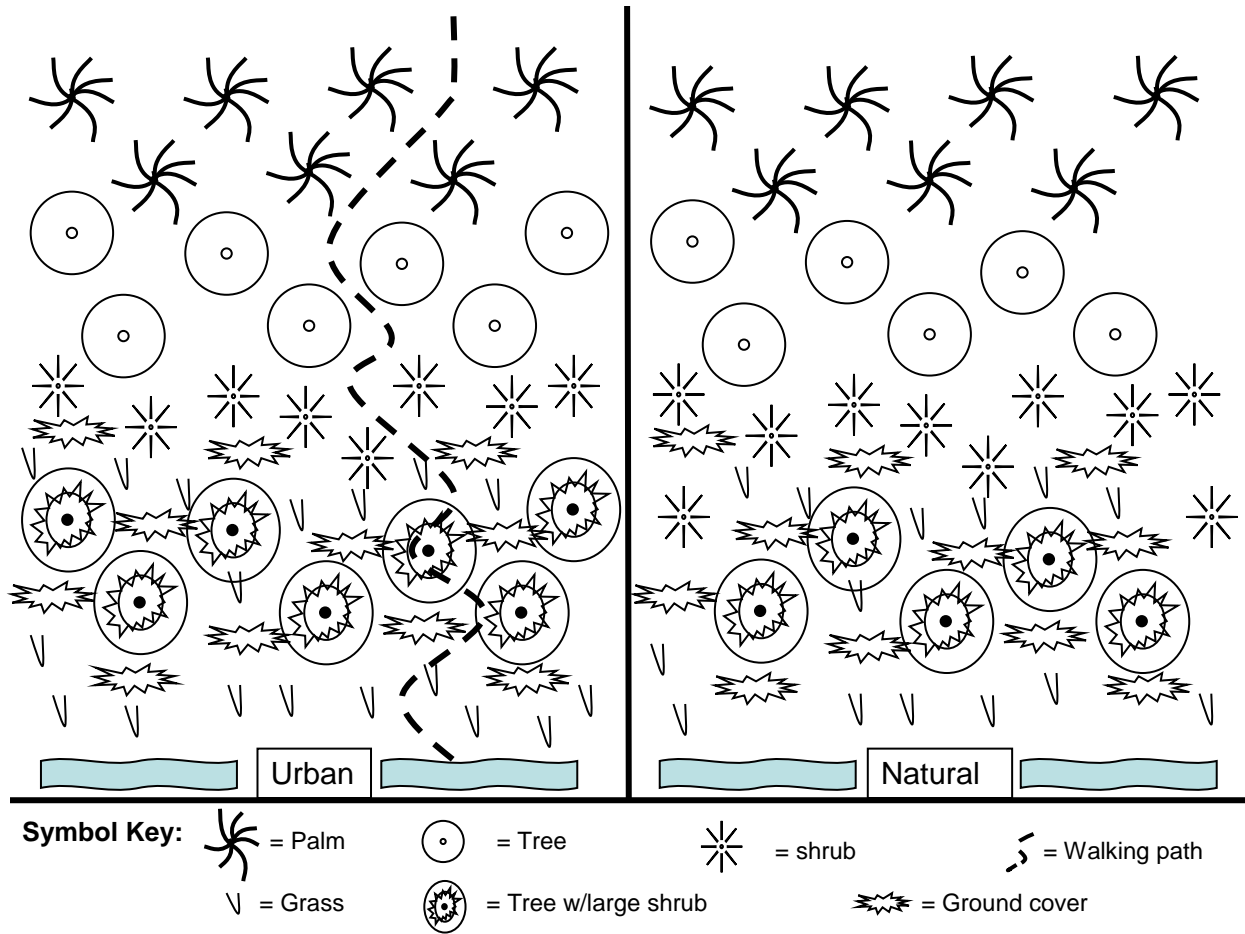 Urban
Natural
Symbol Key:
= Palm
= Tree
= shrub
= Walking path
= Grass
= Tree w/large shrub
= Ground cover